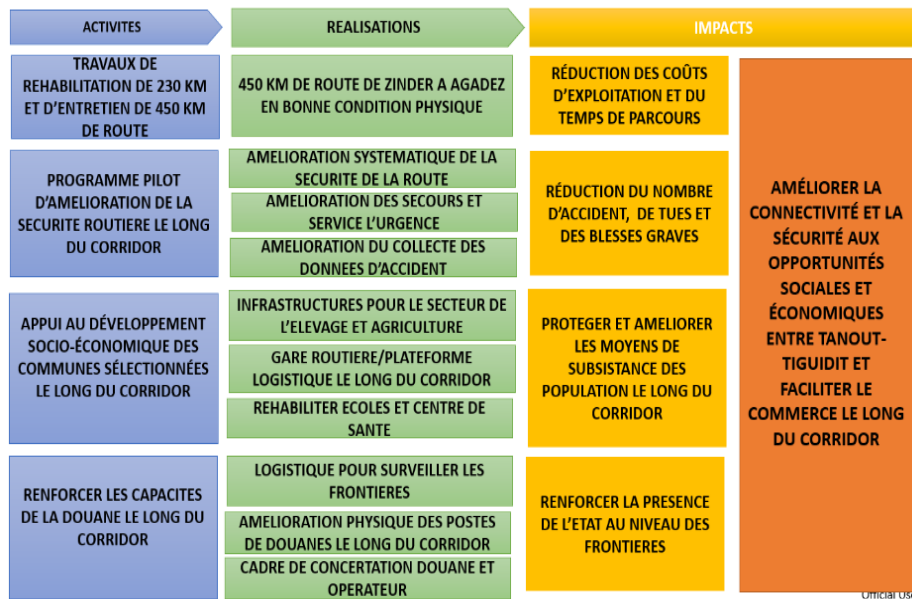 ACTIVITES
REALISATIONS
IMPACTS
TRAVAUX DE
REHABILITATION DE 230 KM
ET D'ENTRETIEN DE 450 KM
DE ROUTE
450 KM DE ROUTE DE ZINDER A AGADEZ
EN BONNE CONDITION PHYSIQUE
RÉDUCTION DES COÛTS
D'EXPLOITATION ET DU
TEMPS DE PARCOURS
PROGRAMME PILOT
D'AMELIORATION DE LA
SECURITE ROUTIERE LE LONG
DU CORRIDOR
AMELIORATION SYSTEMATIQUE DE LA
SECURITE DE LA ROUTE
AMELIORATION DES SECOURS ET
SERVICE L'URGENCE
AMELIORATION DU COLLECTE DES
DONNEES D'ACCIDENT
RÉDUCTION DU NOMBRE
D'ACCIDENT, DE TUES ET
DES BLESSES GRAVES
APPUI AU DÉVELOPPEMENT
SOCIO-ÉCONOMIQUE DES
COMMUNES SÉLECTIONNÉES
LE LONG DU CORRIDOR
INFRASTRUCTURES POUR LE SECTEUR DE
L'ELEVAGE ET AGRICULTURE
GARE ROUTIERE/PLATEFORME
LOGISTIQUE LE LONG DU CORRIDOR
REHABILITER ECOLES ET CENTRE DE
SANTE
PROTEGER ET AMELIORER
LES MOYENS DE
SUBSISTANCE DES
POPULATION LE LONG DU
CORRIDOR
RENFORCER LES CAPACITES
DE LA DOUANE LE LONG DU
CORRIDOR
LOGISTIQUE POUR SURVEILLER LES
FRONTIERES
AMELIORATION PHYSIQUE DES POSTES
DE DOUANES LE LONG DU CORRIDOR
CADRE DE CONCERTATION DOUANE ET
OPERATEUR
RENFORCER LA PRESENCE
DE L'ETAT AU NIVEAU DES
FRONTIERES
AMÉLIORER LA
CONNECTIVITÉ ET LA
SÉCURITÉ AUX
OPPORTUNITÉS
SOCIALES ET
ÉCONOMIQUES
ENTRE TANOUT-
TIGUIDIT ET
FACILITER LE
COMMERCE LE LONG
DU CORRIDOR
Official Use